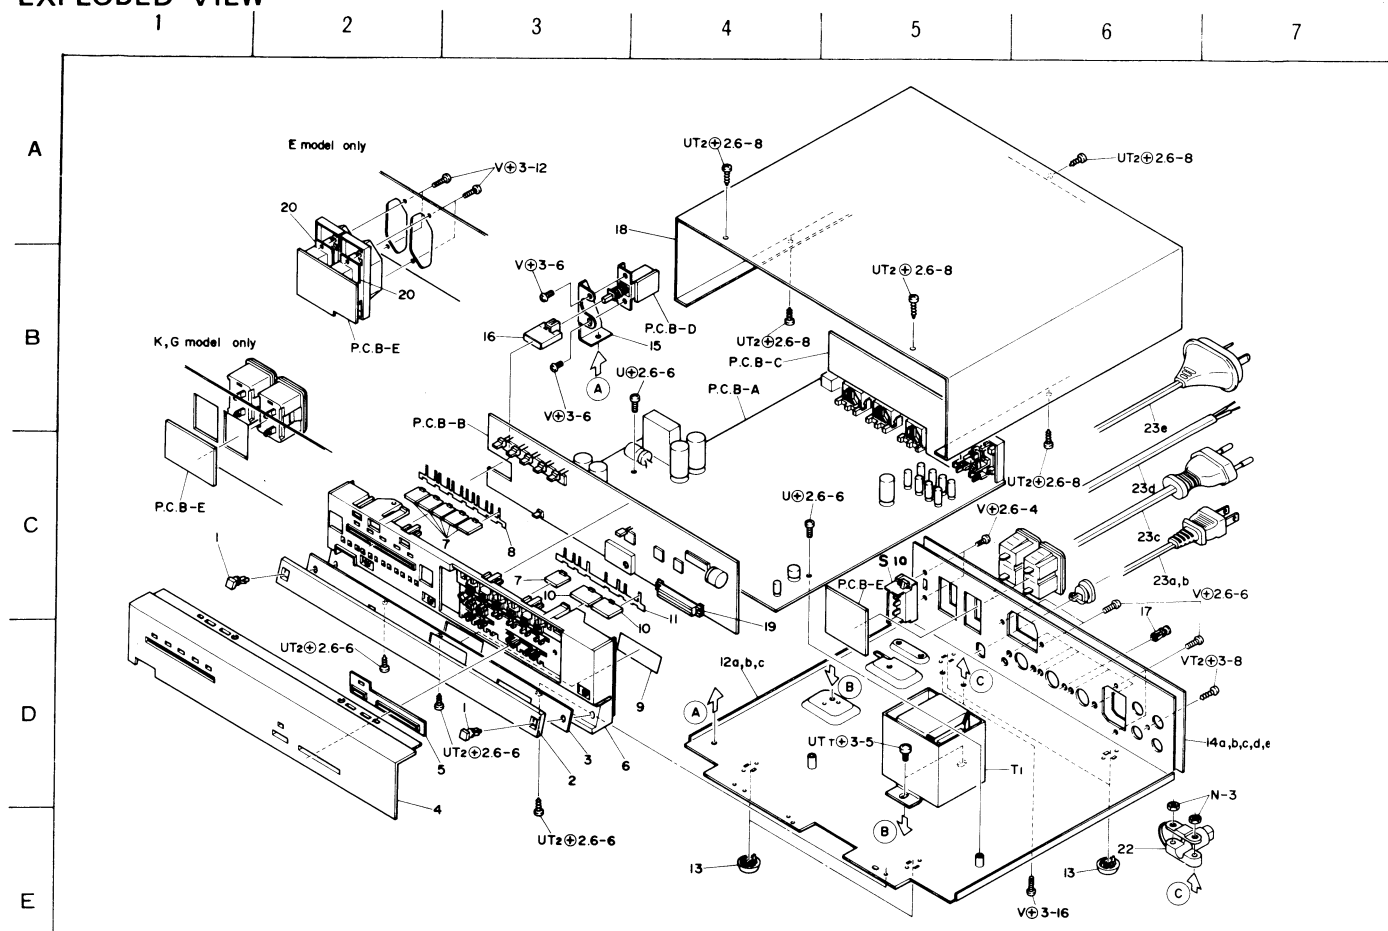 EXPLODED VIEW
1 2 3 4 5 6 7
A
B
C
D
E
E model only
V⊕3-12
20
20
P.C.B-E
K,G model only
P.C.B-E
UT2⊕2.6-8
UT2⊕2.6-8
18
V⊕3-6
UT2⊕2.6-8
P.C.B-D
16
15
UT2⊕2.6-8
P.C.B-C
A
U⊕2.6-6
P.C.B-A
V⊕3-6
P.C.B-B
23e
UT2⊕2.6-8
23d
U⊕2.6-6
V⊕2.6-4
23c
7
8
1
S1a
7
P.C.B-E
23a,b
10
V⊕2.6-6
11
10
17
19
UT2⊕2.6-6
12a,b,c
VT2⊕3-8
B
C
9
A
1
UTT⊕3-5
14a,b,c,d,e
UT2⊕2.6-6
3
6
5
2
T1
4
N-3
B
UT2⊕2.6-6
22
13
13
C
V⊕3-16